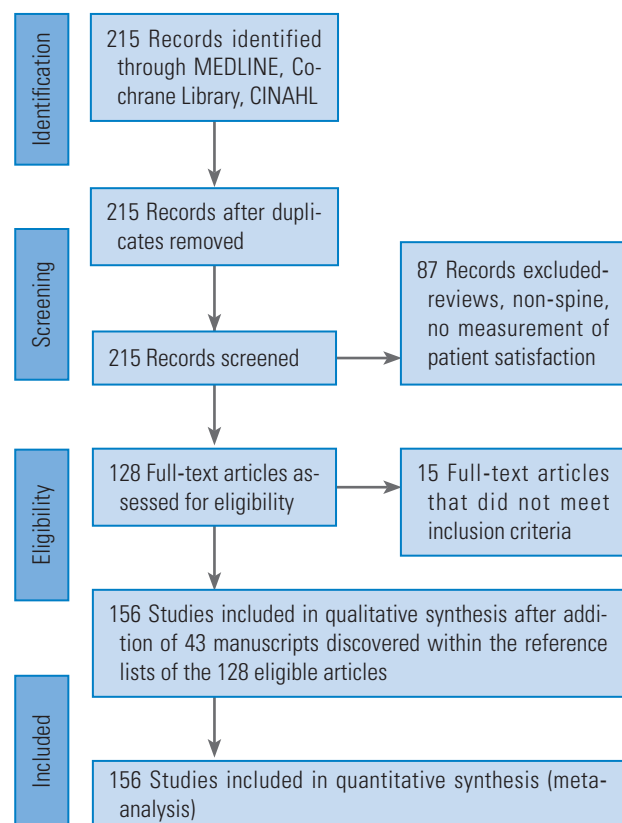 Identification
215 Records identified
through MEDLINE, Co-
chrane Library, CINAHL
Screening
215 Records after dupli-
cates removed
87 Records excluded-
reviews, non-spine,
no measurement of
patient satisfaction
215 Records screened
Eligibility
128 Full-text articles as-
sessed for eligibility
15 Full-text articles
that did not meet
inclusion criteria
156 Studies included in qualitative synthesis after addi-
tion of 43 manuscripts discovered within the reference
lists of the 128 eligible articles
Included
156 Studies included in quantitative synthesis (meta-
analysis)